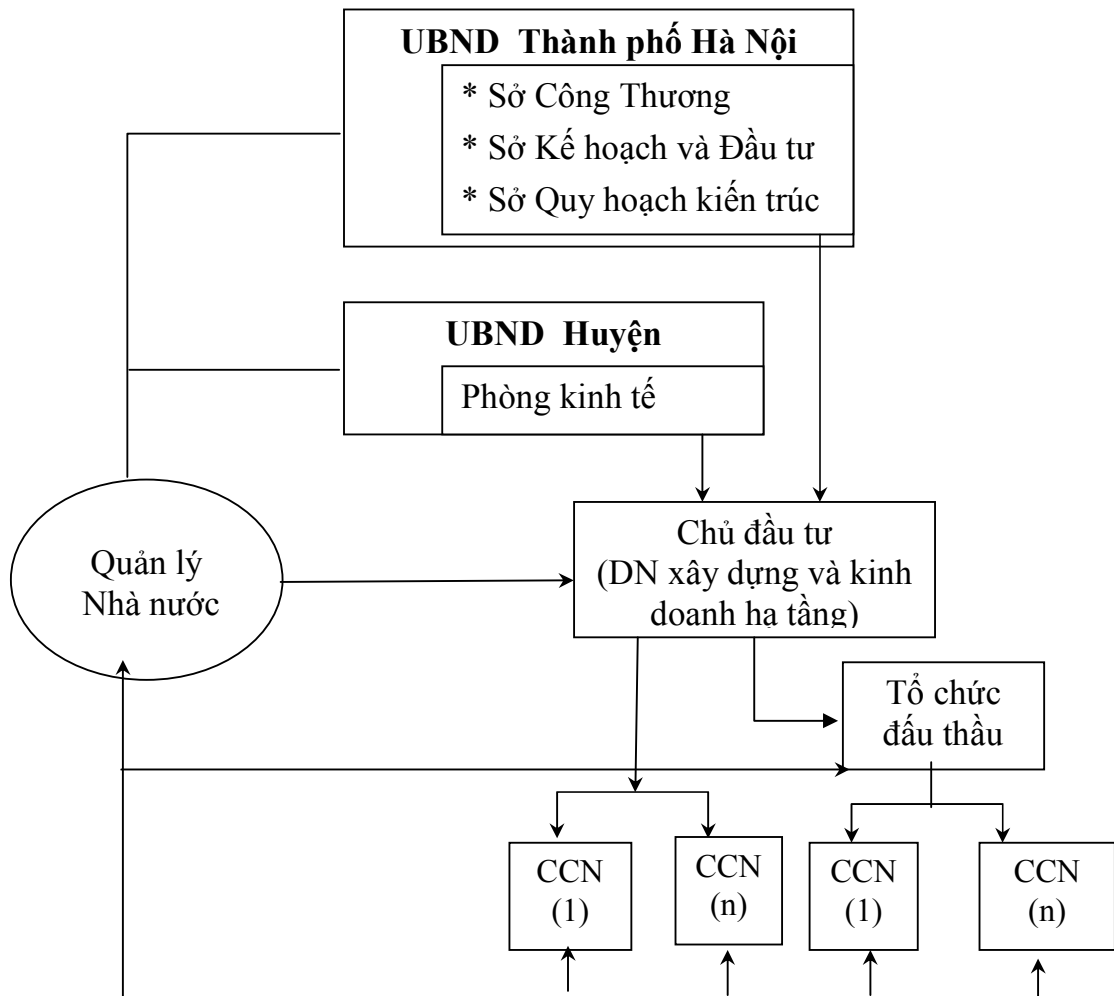 UBND Thành phố Hà Nội
* Sở Công Thương
* Sở Kế hoạch và Đầu tư
* Sở Quy hoạch kiến trúc
UBND Huyện
Phòng kinh tế
Quản lý
Nhà nước
Chủ đầu tư
(DN xây dựng và kinh
doanh hạ tầng)
Tổ chức
đấu thầu
CCN
(1)
CCN
(n)
CCN
(1)
CCN
(n)